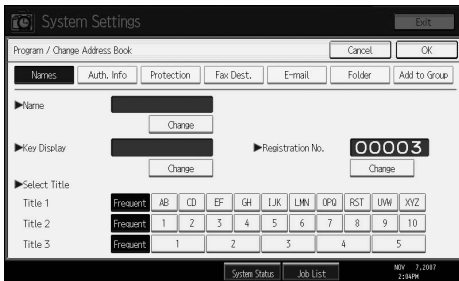 System Settings
Exit
Program / Change Address Book
Cancel
OK
Names
Auth. Info
Protection
Fax Dest.
E-mail
Folder
Add to Group
▶Name
Change
▶Key Display
▶Registration No.
00003
Change
Change
▶Select Title
Title 1
Frequent AB CD EF GH IJK LMN OPQ RST UVW XYZ
Title 2
Frequent 1 2 3 4 5 6 7 8 9 10
Title 3
Frequent 1 2 3 4 5
System Status
Job List
NOV 7,2007
2:04PM